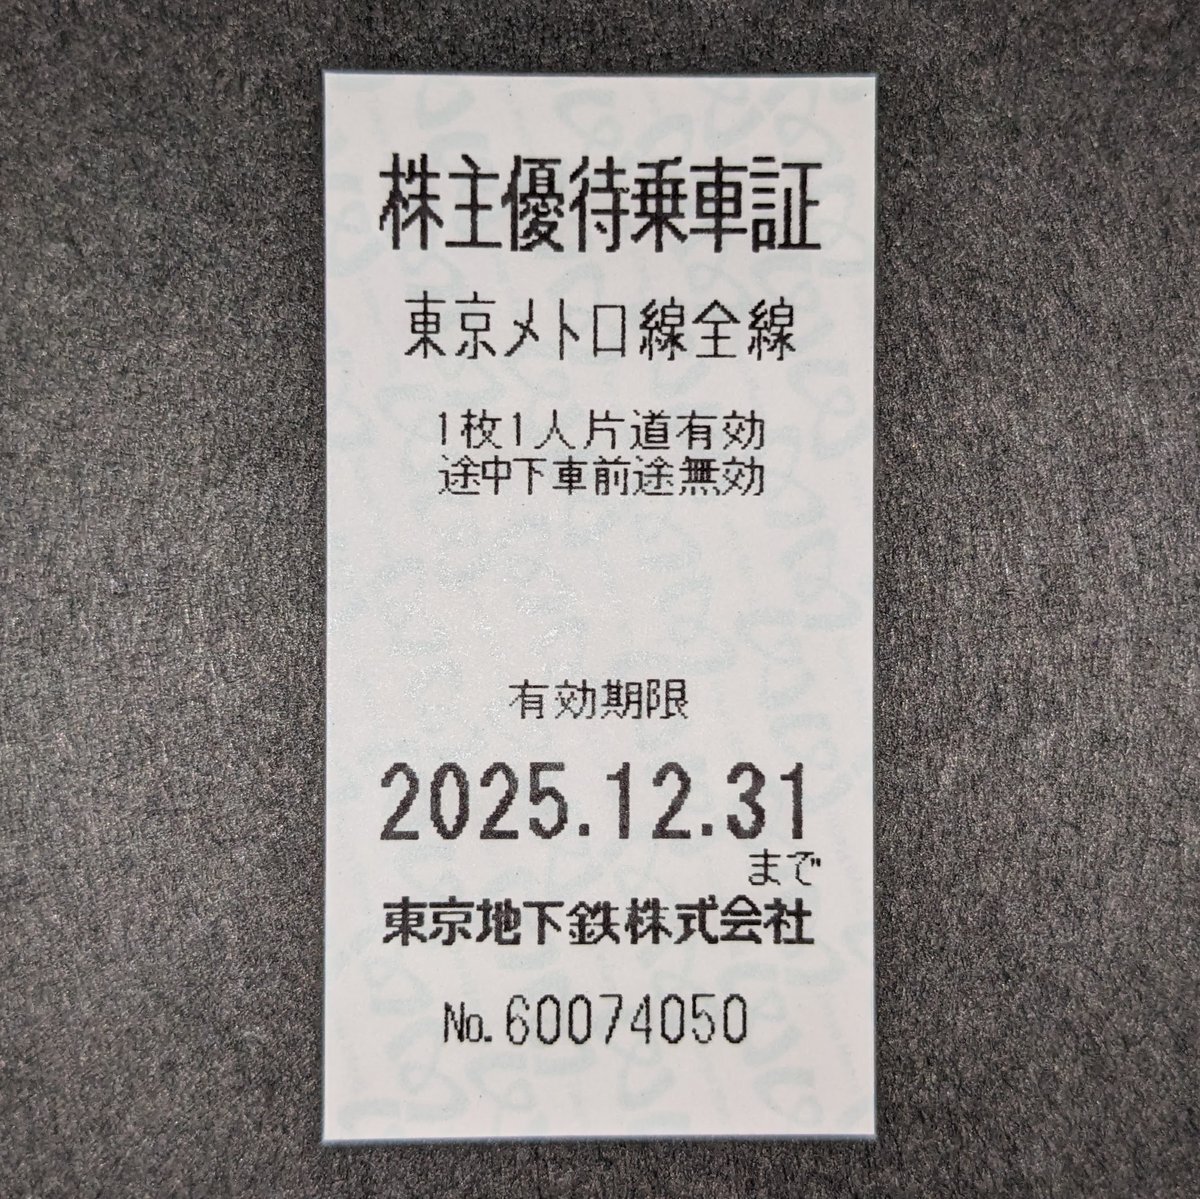 株主優待乗車証
東京メトロ線全線
1枚1人片道有効
途中下車前途無効
有効期限
2025.12.31
まで
東京地下鉄株式会社
No.60074050